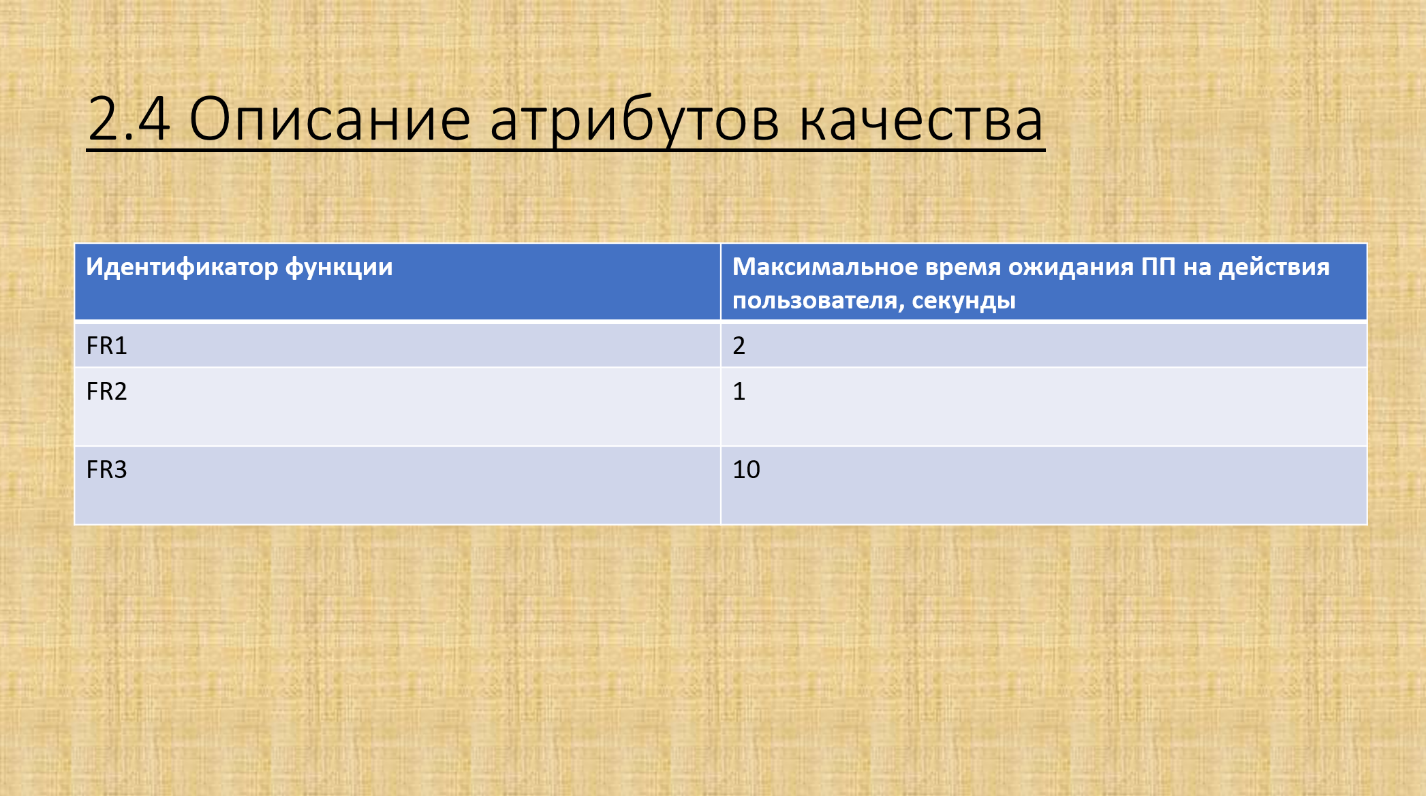 2.4 Описание атрибутов качества
Идентификатор функции
Максимальное время ожидания ПП на действия
пользователя, секунды
FR1
2
FR2
1
FR3
10